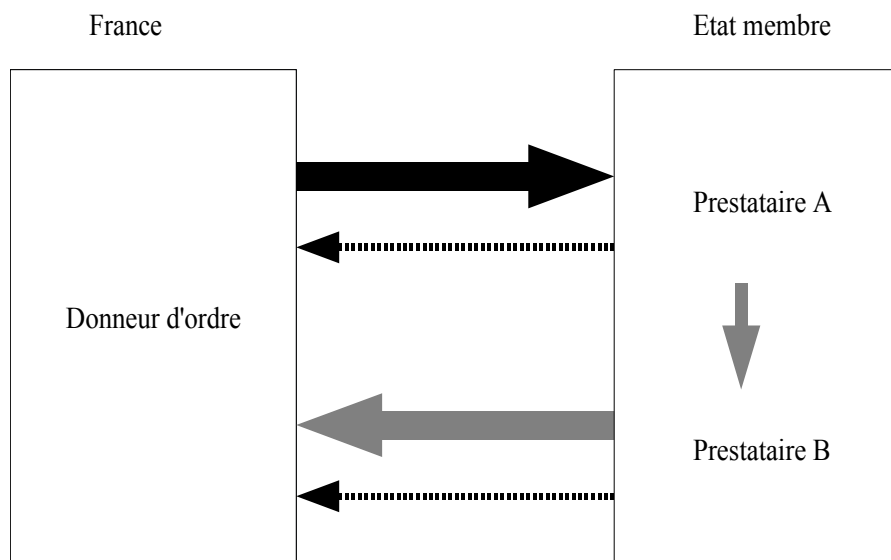 France
Etat membre
Prestataire A
Donneur d'ordre
Prestataire B